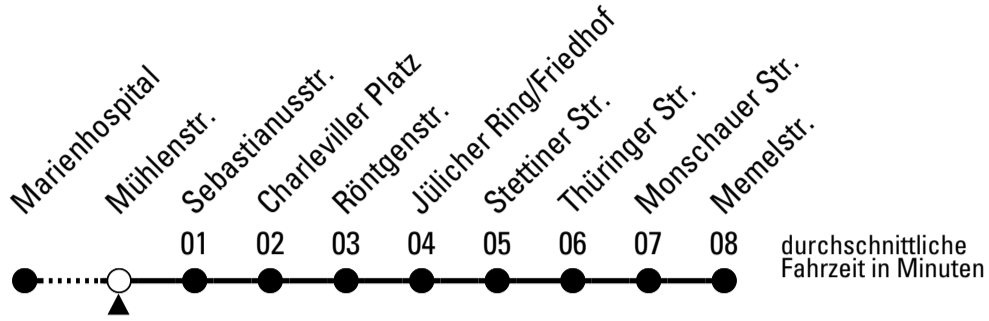 Marienhospital
Mühlenstr.
Sebastianusstr.
Charleviller Platz
Röntgenstr.
Jülicher Ring/Friedhof
Stettiner Str.
Thüringer Str.
Monschauer Str.
Memelstr.
01 02 03 04 05 06 07 08
durchschnittliche
Fahrzeit in Minuten